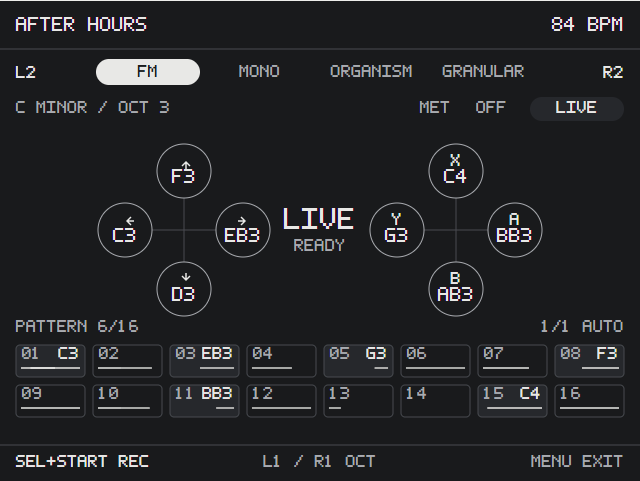 AFTER HOURS 84 BPM
L2 FM MONO ORGANISM GRANULAR R2
C MINOR / OCT 3 MET OFF LIVE
↑ F3
X C4
← C3
→ EB3
LIVE
READY
Y G3
A BB3
↓ D3
B AB3
PATTERN 6/16 1/1 AUTO
01 C3 02 03 EB3 04 05 G3 06 07 08 F3
09 10 11 BB3 12 13 14 15 C4 16
SEL+START REC L1 / R1 OCT MENU EXIT